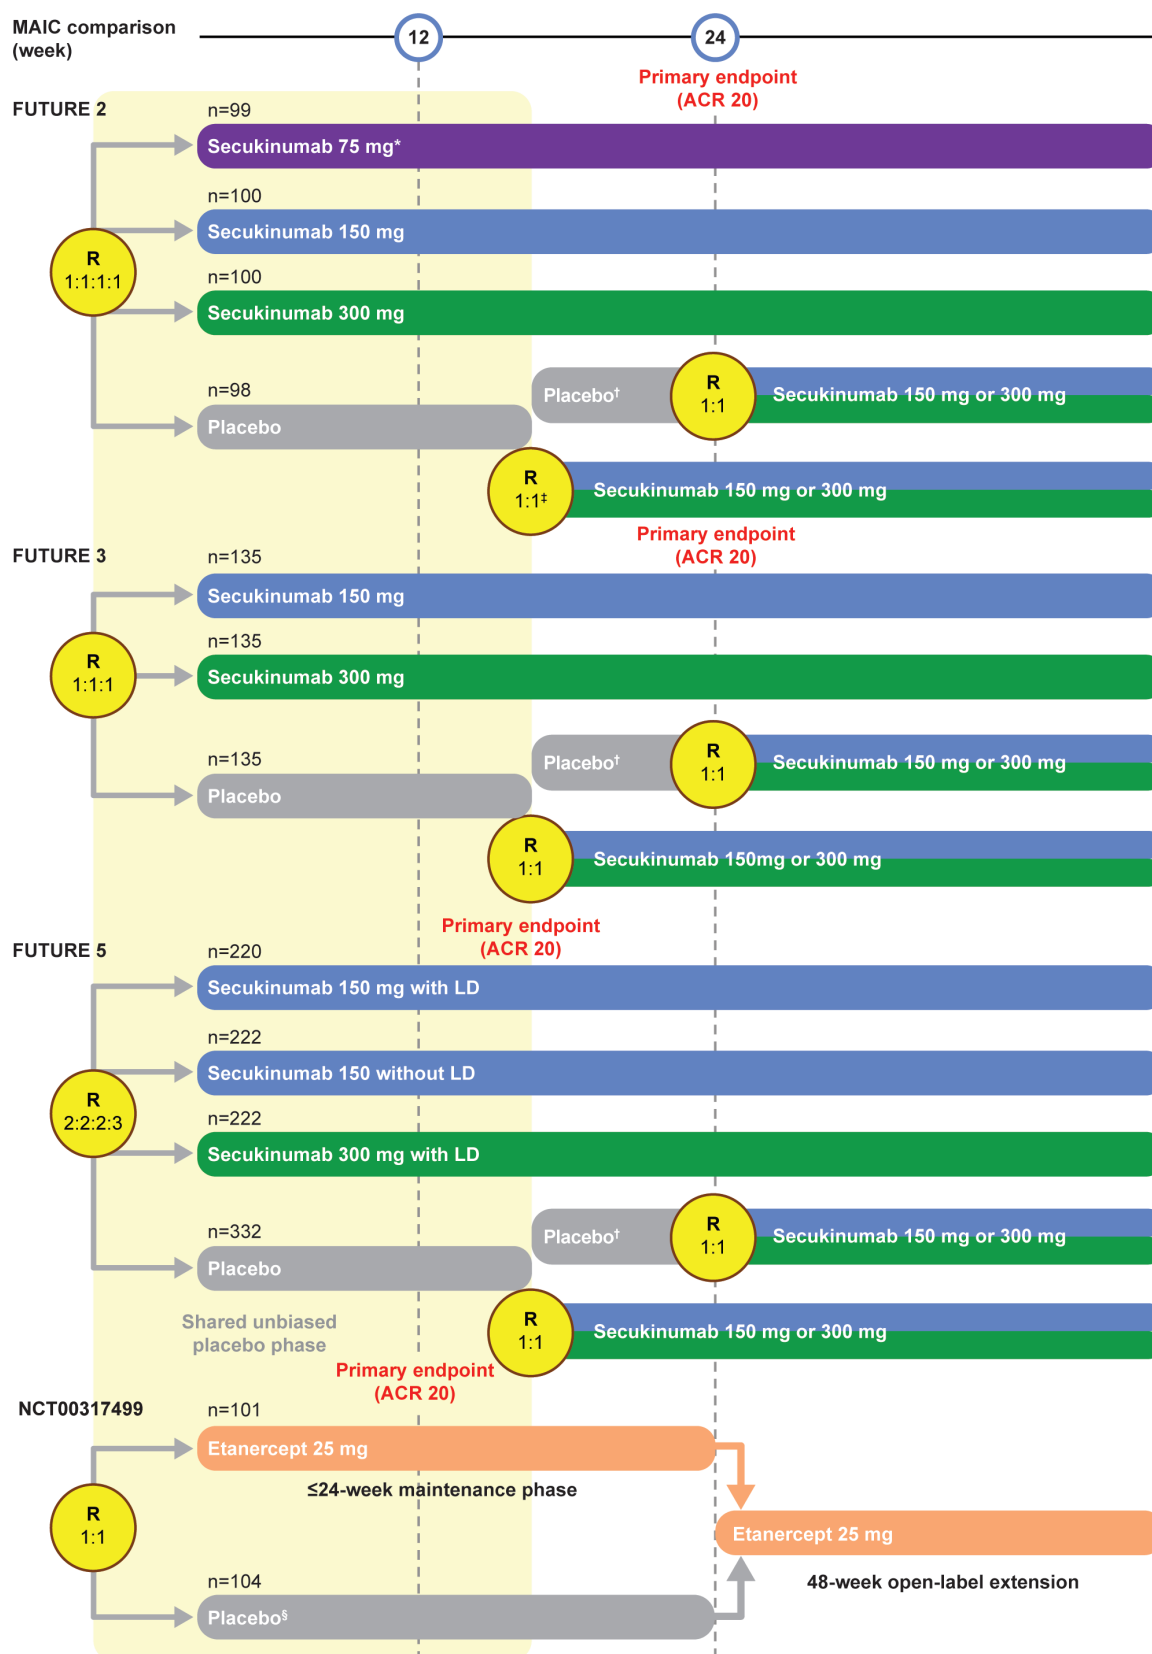 MAIC comparison
(week)
12
24
Primary endpoint
(ACR 20)
FUTURE 2
n=99
Secukinumab 75 mg*
n=100
Secukinumab 150 mg
R
1:1:1:1
n=100
Secukinumab 300 mg
n=98
Placebo
Placebo†
R
1:1
Secukinumab 150 mg or 300 mg
R
1:1‡
Secukinumab 150 mg or 300 mg
Primary endpoint
(ACR 20)
FUTURE 3
n=135
Secukinumab 150 mg
R
1:1:1
n=135
Secukinumab 300 mg
n=135
Placebo
Placebo†
R
1:1
Secukinumab 150 mg or 300 mg
R
1:1
Secukinumab 150mg or 300 mg
Primary endpoint
(ACR 20)
FUTURE 5
n=220
Secukinumab 150 mg with LD
n=222
Secukinumab 150 without LD
R
2:2:2:3
n=222
Secukinumab 300 mg with LD
n=332
Placebo
Placebo†
R
1:1
Secukinumab 150 mg or 300 mg
Shared unbiased
placebo phase
R
1:1
Secukinumab 150 mg or 300 mg
Primary endpoint
(ACR 20)
NCT00317499
n=101
Etanercept 25 mg
≤24-week maintenance phase
R
1:1
Etanercept 25 mg
48-week open-label extension
n=104
Placebo§